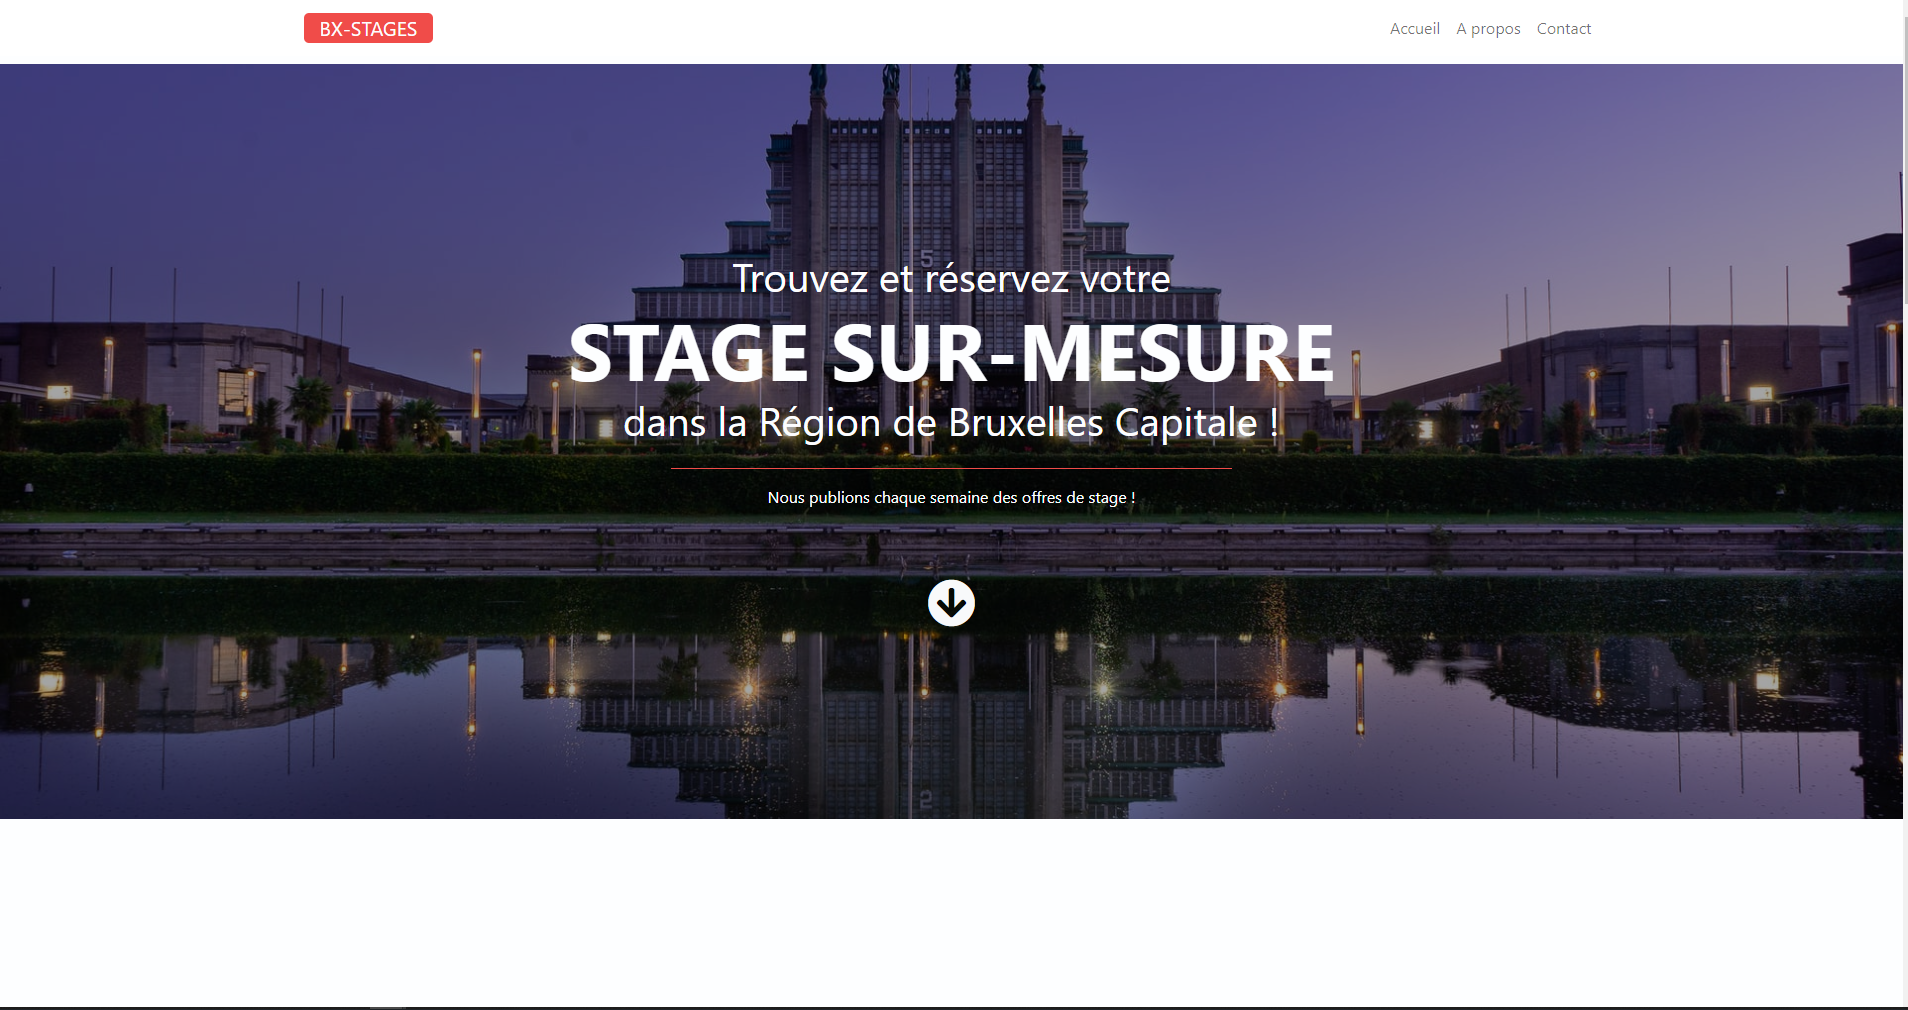 BX-STAGES
Accueil A propos Contact
5
Trouvez et réservez votre
STAGE SUR-MESURE
dans la Région de Bruxelles Capitale !
Nous publions chaque semaine des offres de stage !